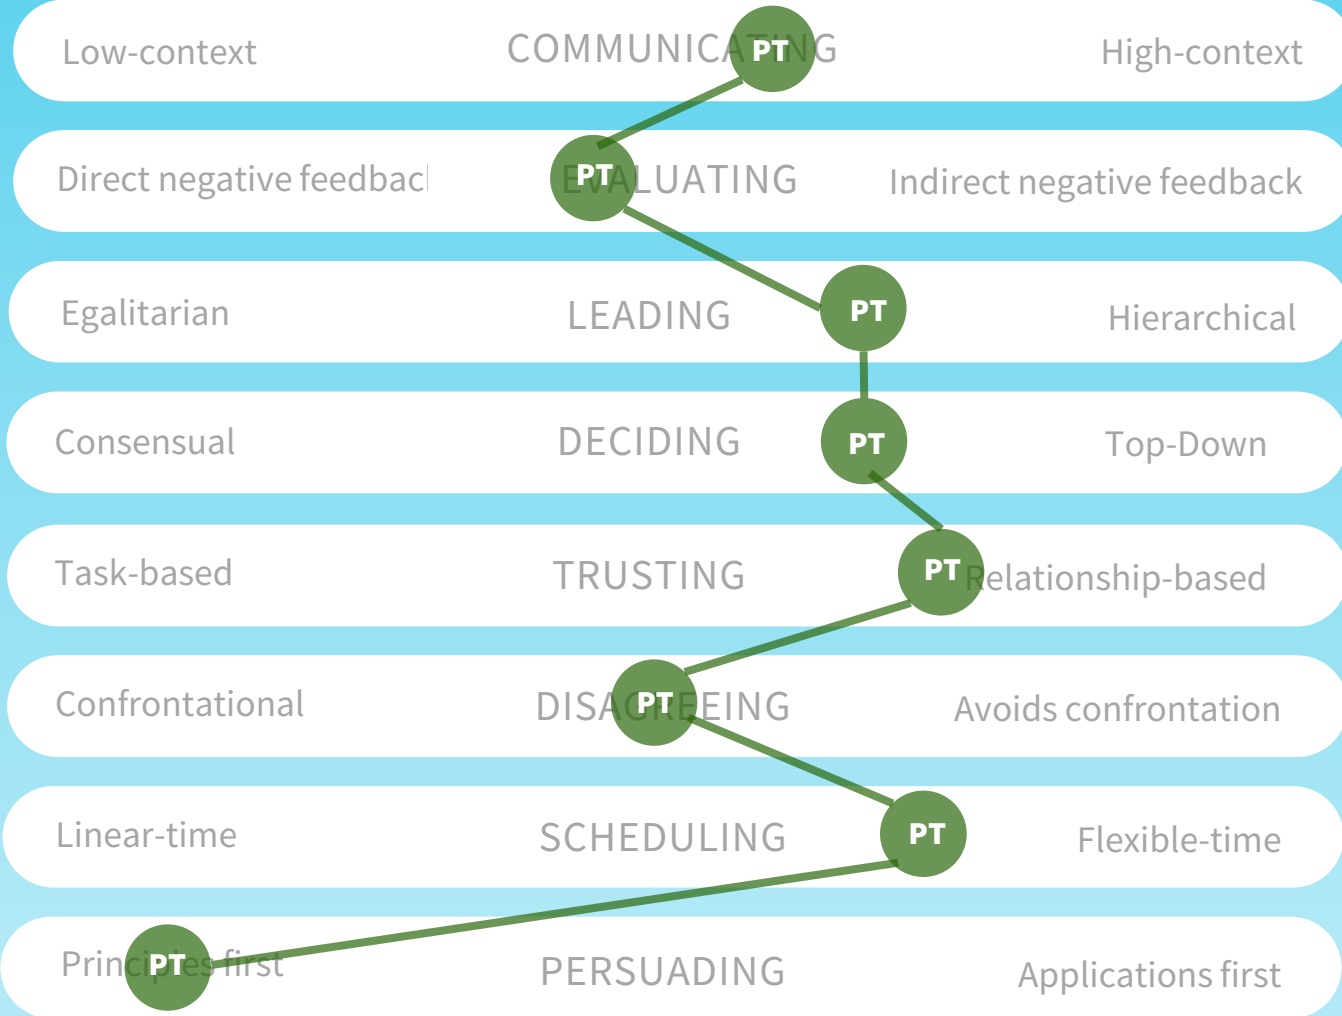 Low-context COMMUNICATING PT High-context
Direct negative feedback EVALUATING PT Indirect negative feedback
Egalitarian LEADING PT Hierarchical
Consensual DECIDING PT Top-Down
Task-based TRUSTING PT Relationship-based
Confrontational DISAGREEING PT Avoids confrontation
Linear-time SCHEDULING PT Flexible-time
Principles first PT PERSUADING Applications first